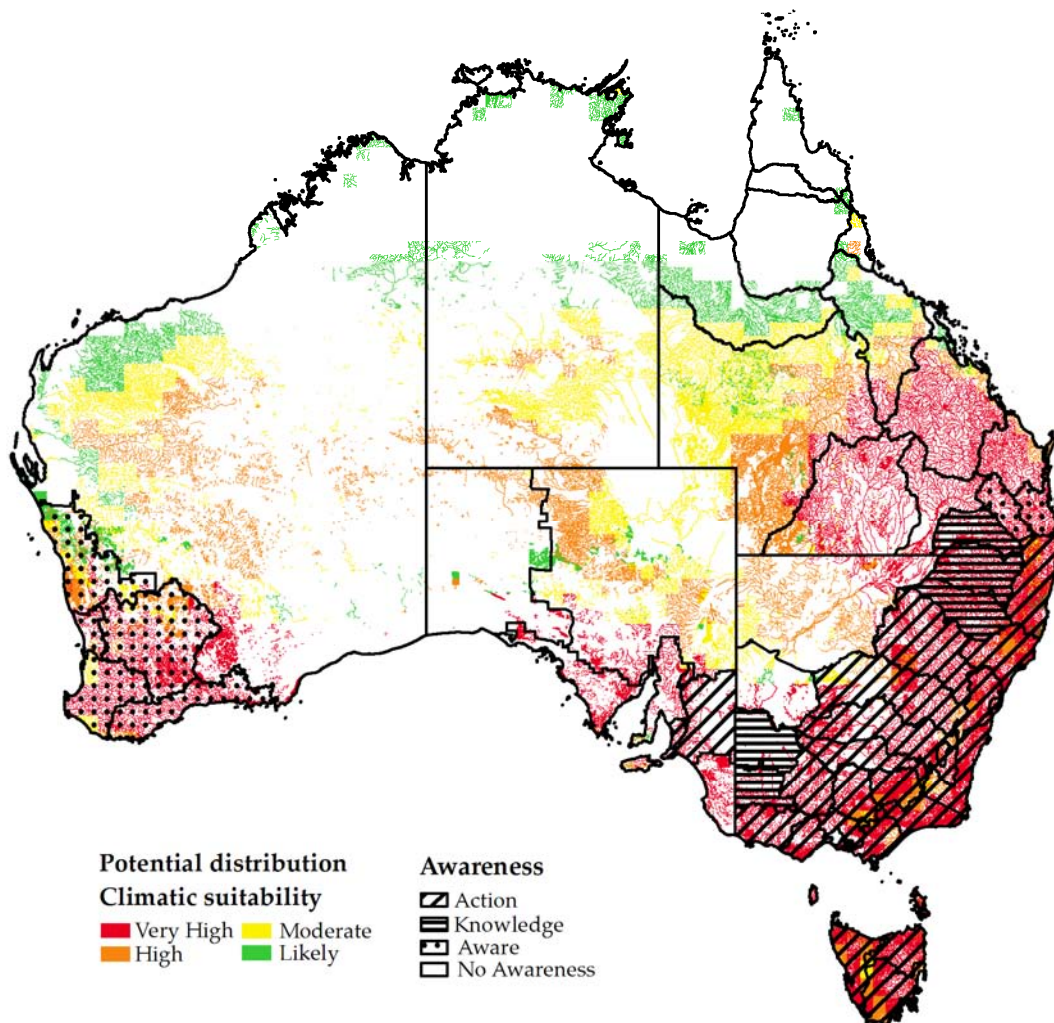 Potential distribution
Climatic suitability
Very High
Moderate
High
Likely
Awareness
Action
Knowledge
Aware
No Awareness